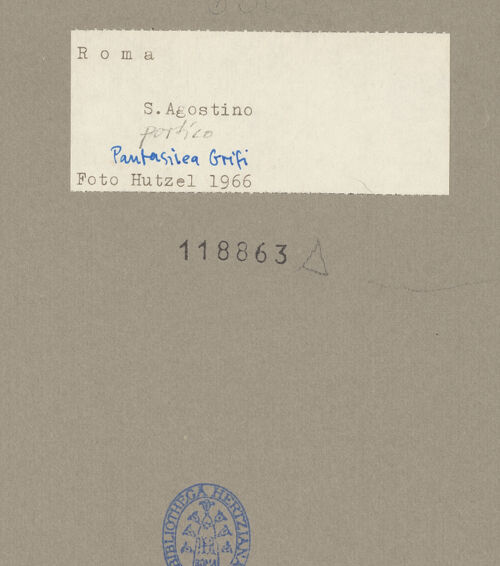 R o m a
S.Agostino
portico
Pantasilea Grifi
Foto Hutzel 1966
118863
BIBLIOTHECA HERTZIANA
ROMA